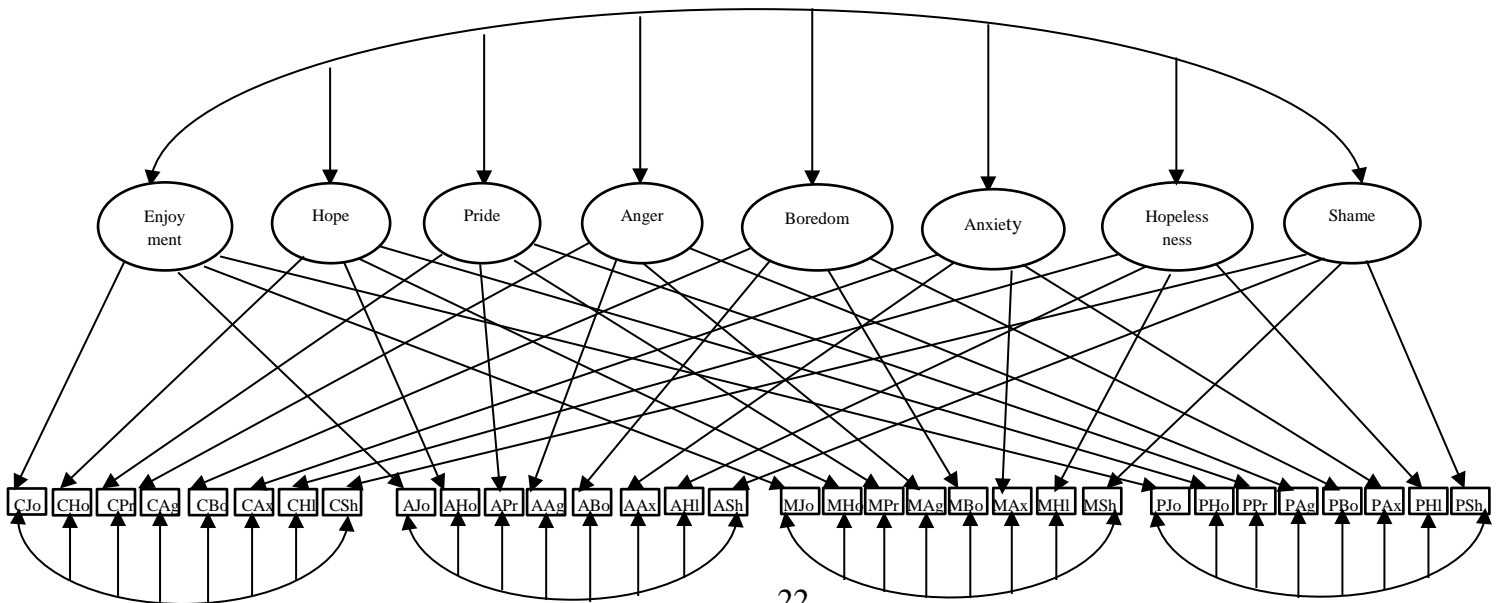 Enjoy
ment
Hope
Pride
Anger
Boredom
Anxiety
Hopeless
ness
Shame
CJo CHo CPr CAg CBo CAx CHl CSh AJo AHo APr AAg ABo AAx AHl ASh MJo MHo MPr MAg MBo MAx MHl MSh PJo PHo PPr PAg PBo PAx PHl PSh
22